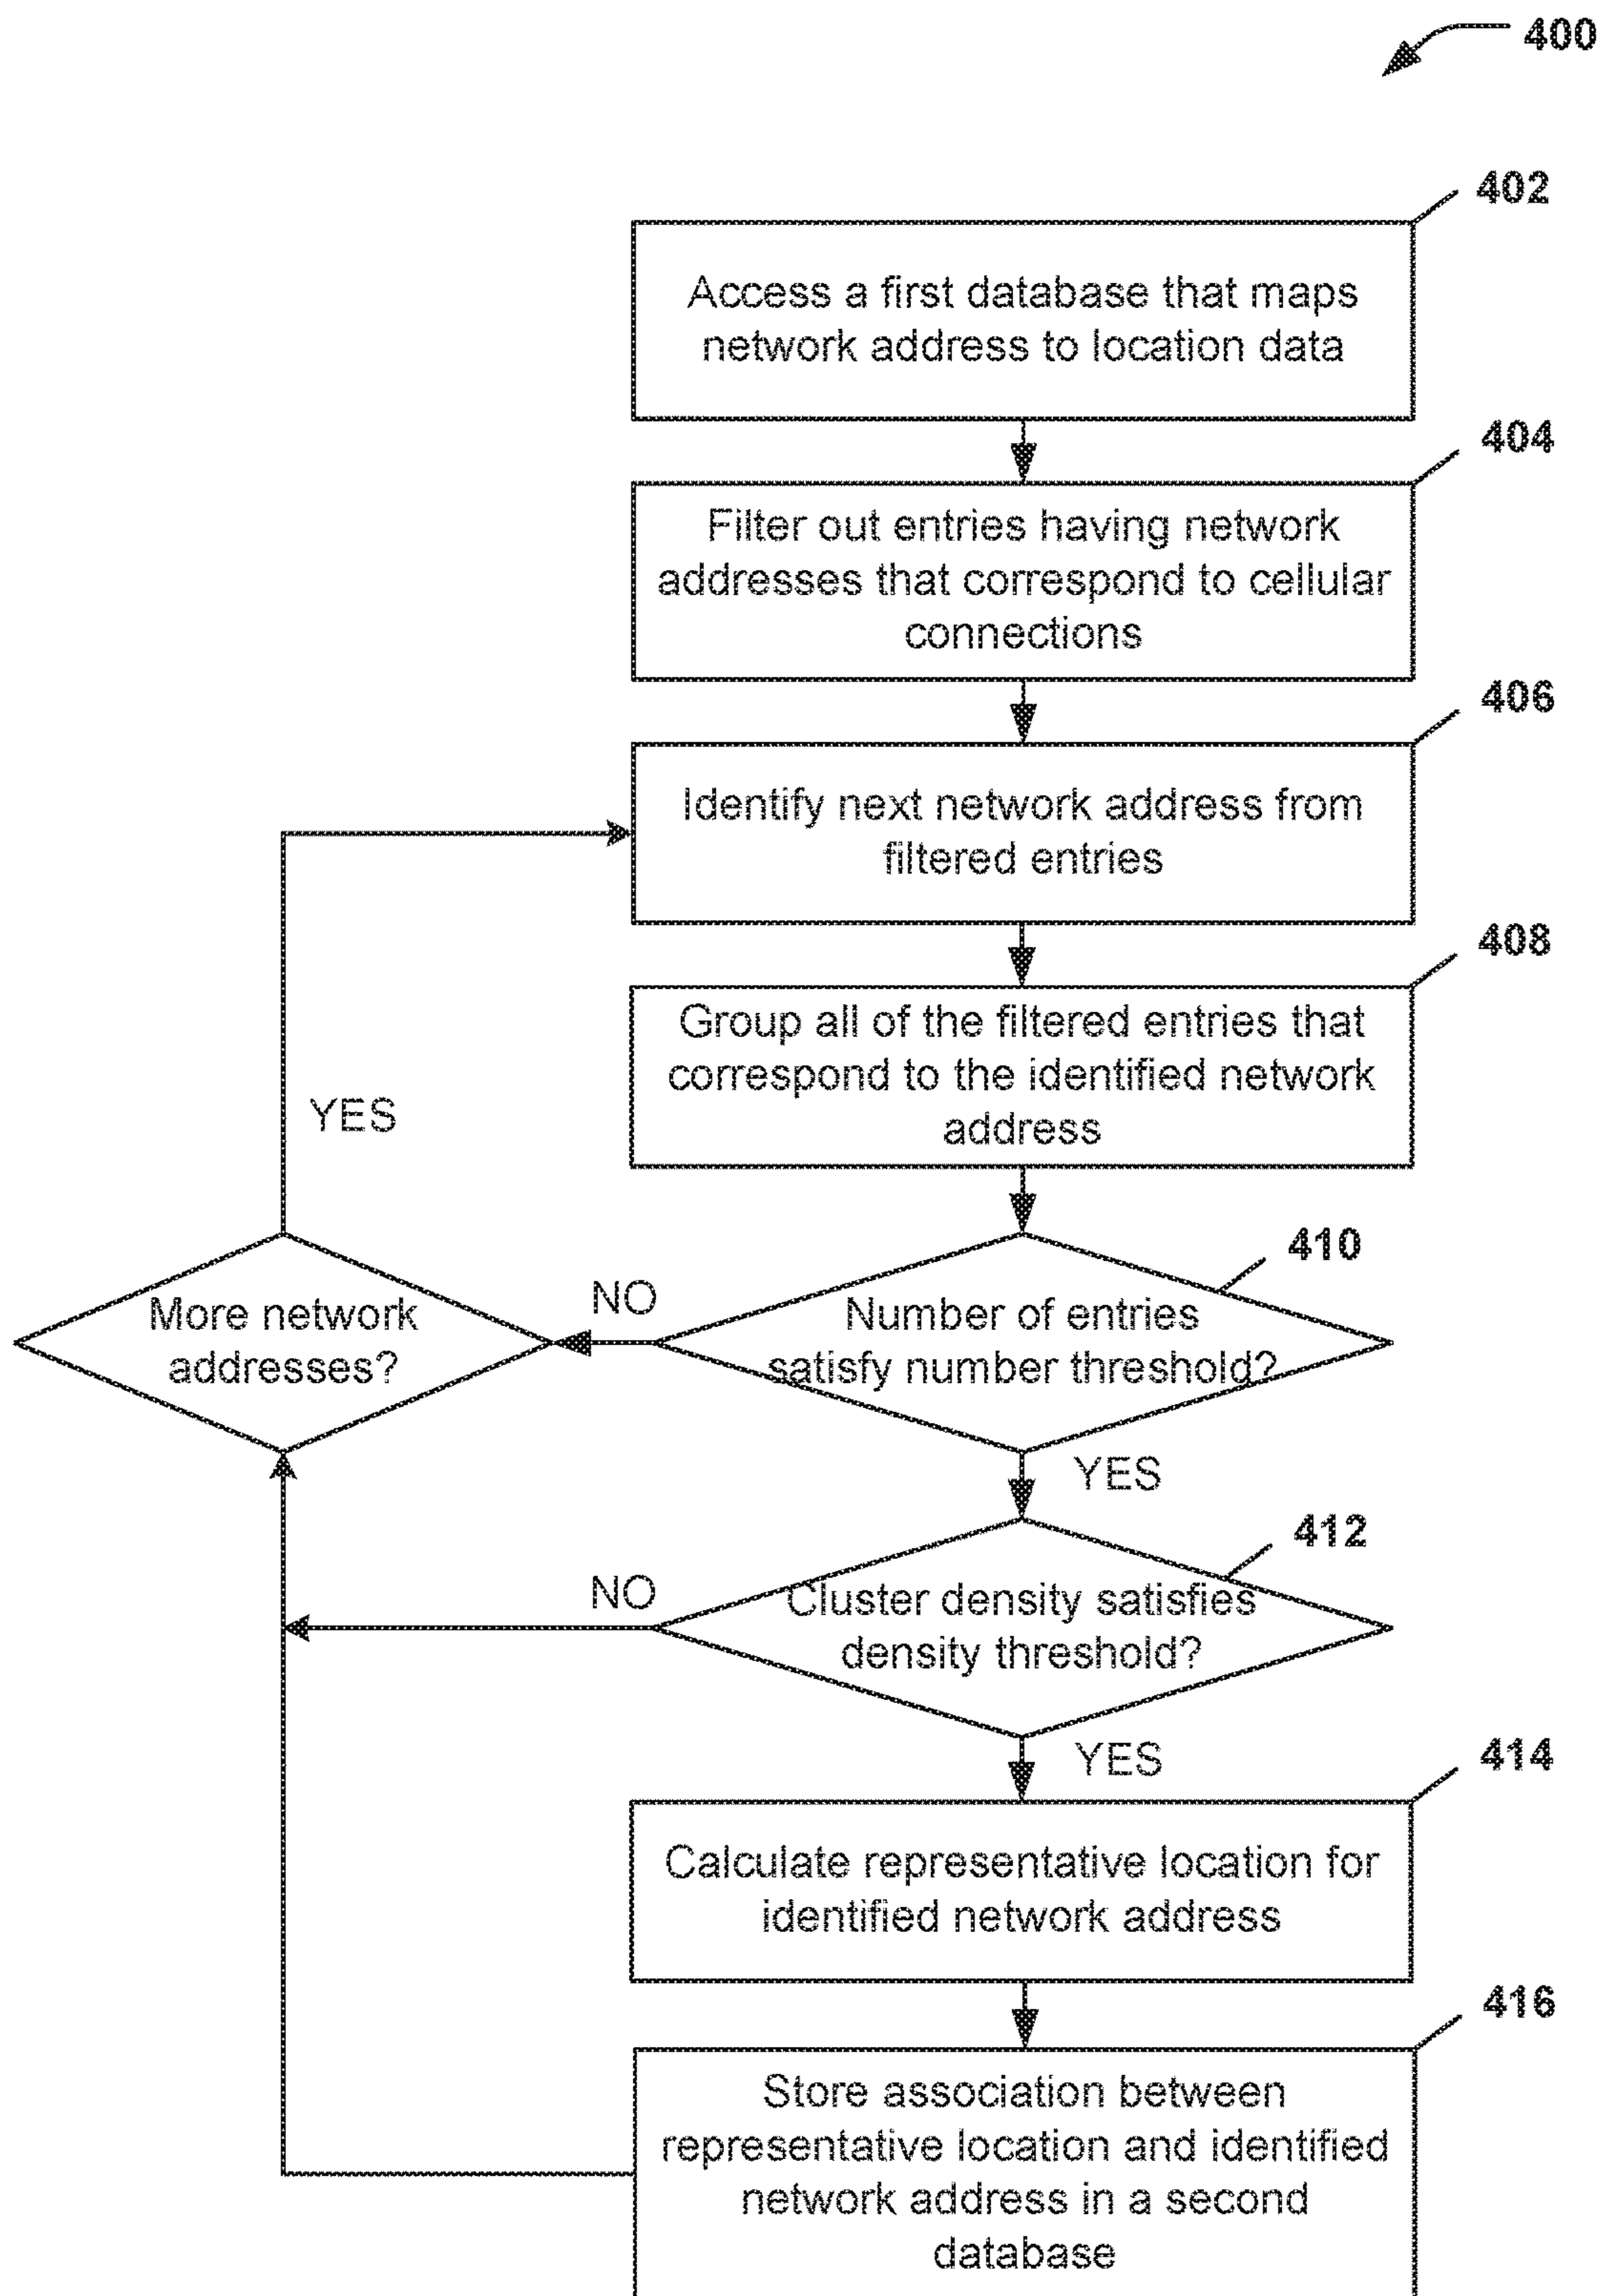 400
402
Access a first database that maps
network address to location data
404
Filter out entries having network
addresses that correspond to cellular
connections
406
Identify next network address from
filtered entries
408
Group all of the filtered entries that
correspond to the identified network
address
YES
410
More network
addresses?
NO
Number of entries
satisfy number threshold?
YES
412
NO
Cluster density satisfies
density threshold?
YES
414
Calculate representative location for
identified network address
416
Store association between
representative location and identified
network address in a second
database